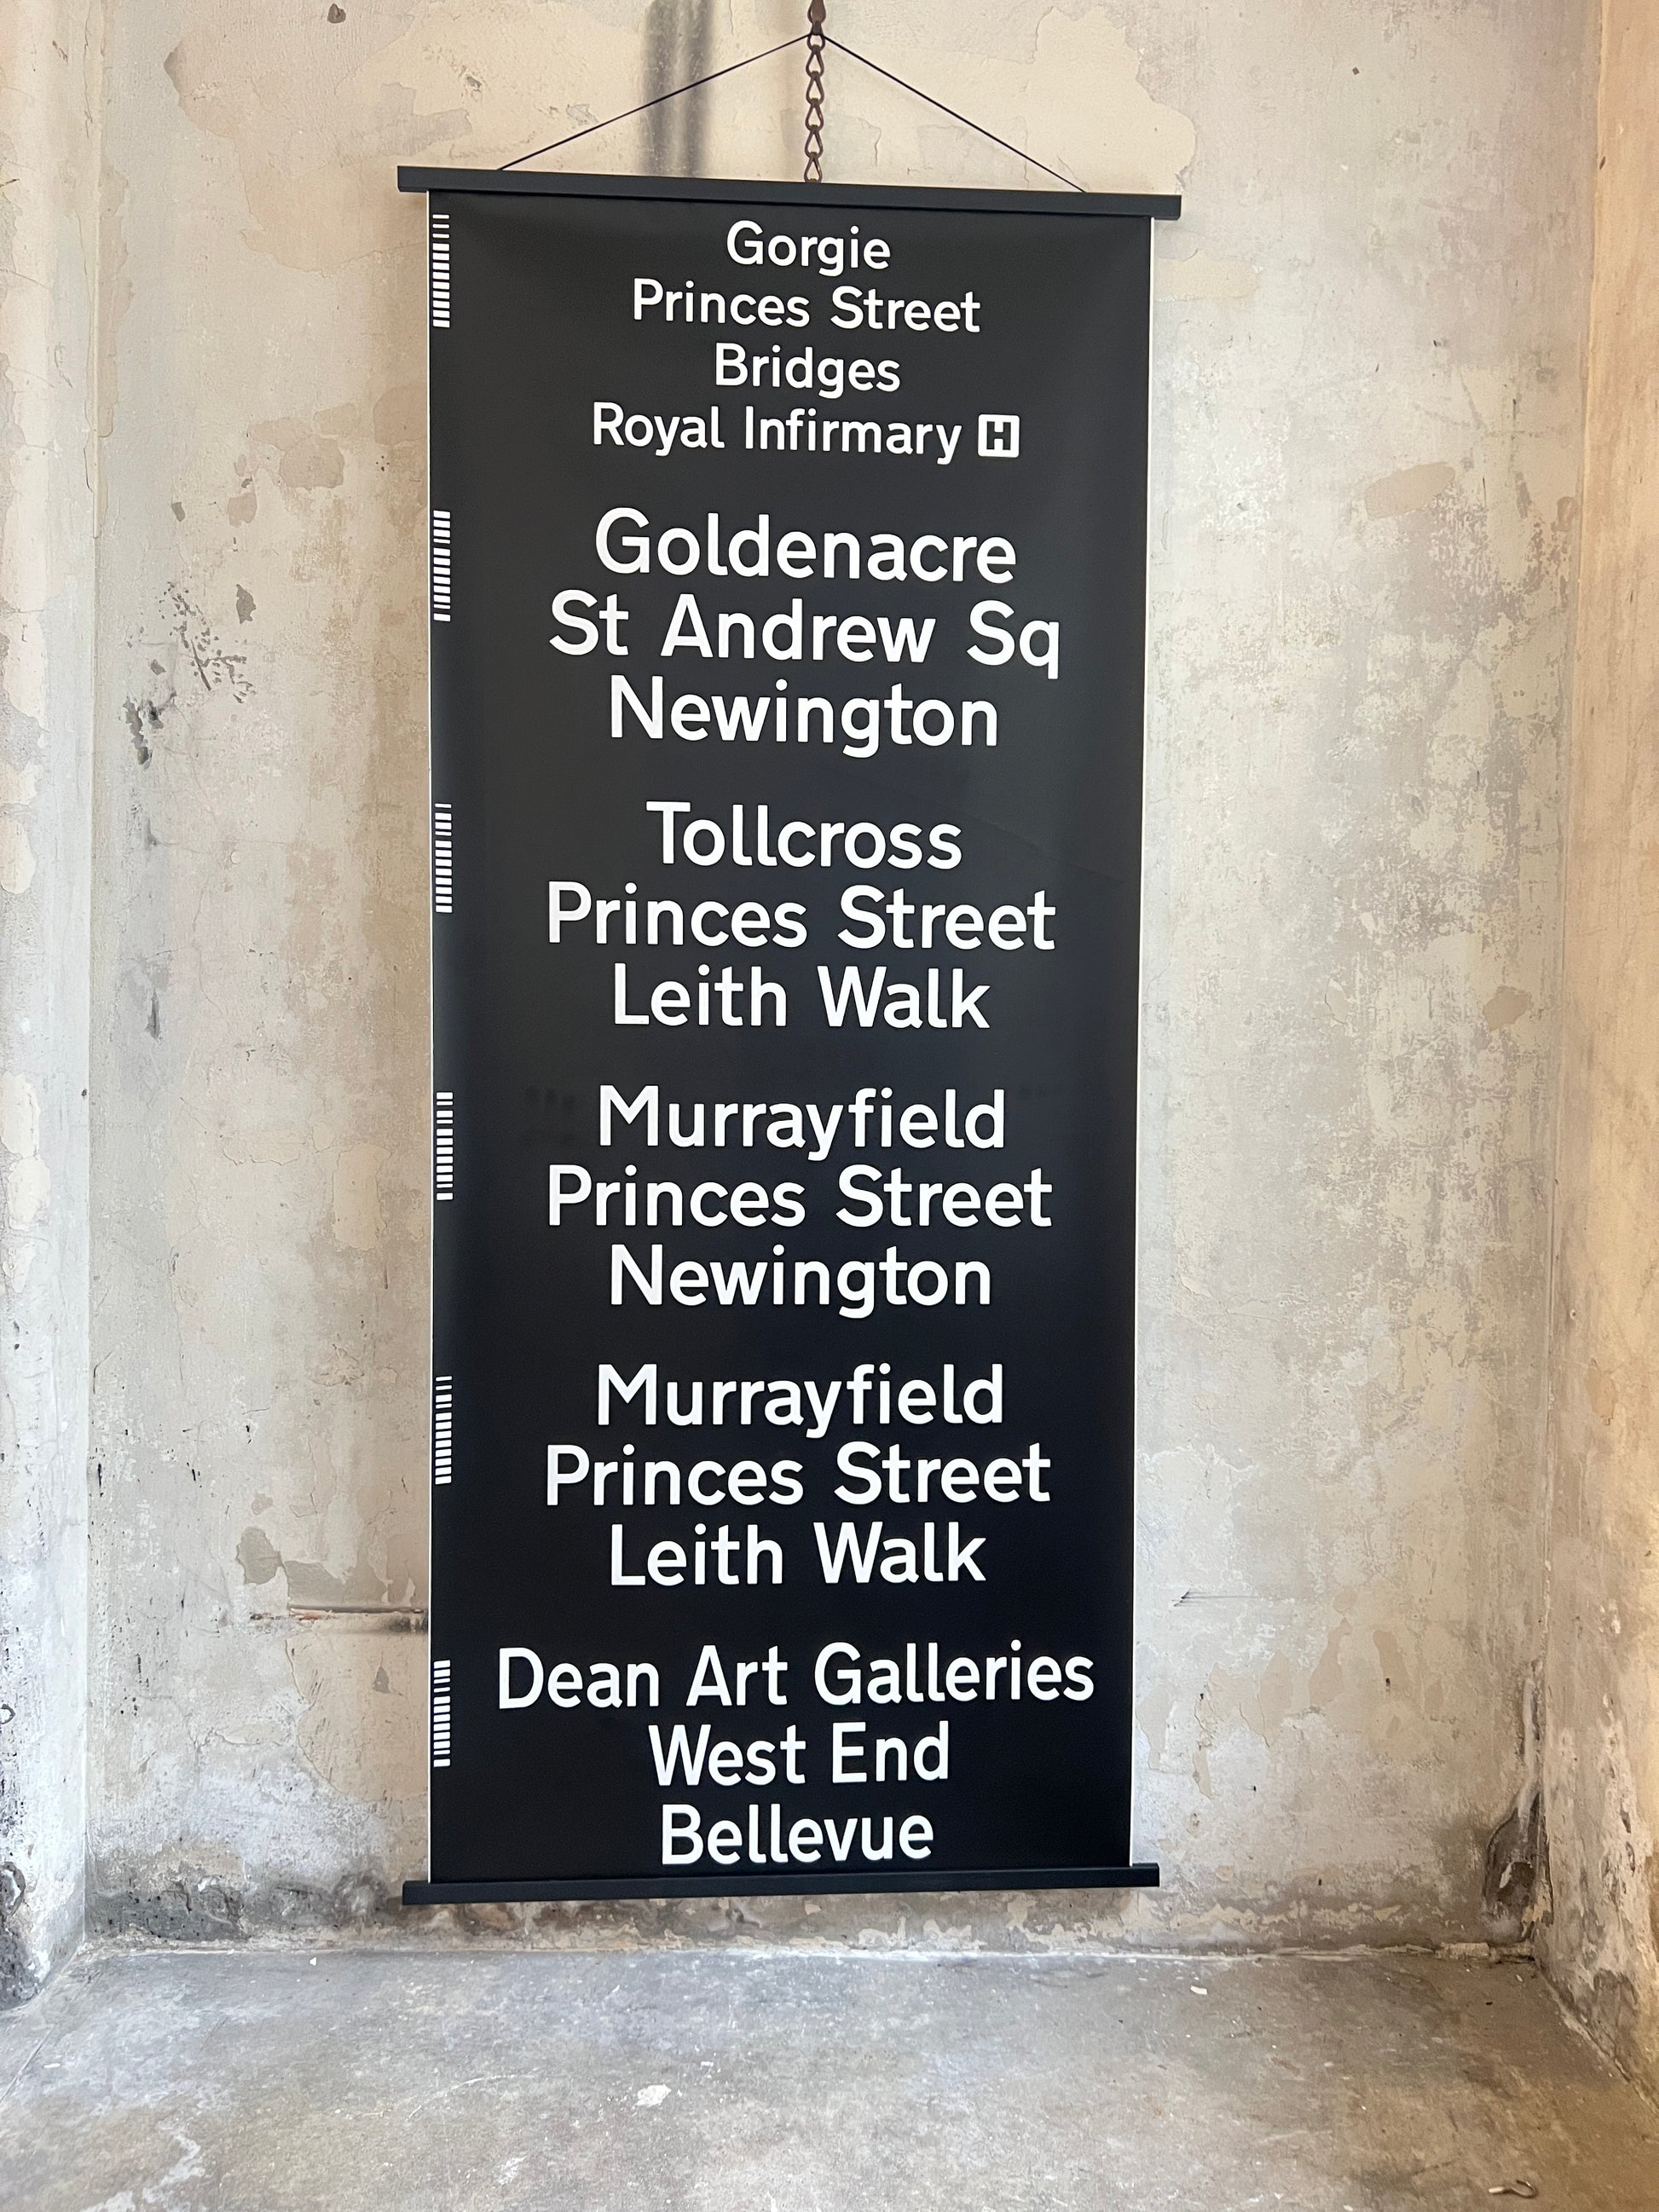 Gorgie
Princes Street
Bridges
Royal Infirmary H
Goldenacre
St Andrew Sq
Newington
Tollcross
Princes Street
Leith Walk
Murrayfield
Princes Street
Newington
Murrayfield
Princes Street
Leith Walk
Dean Art Galleries
West End
Bellevue